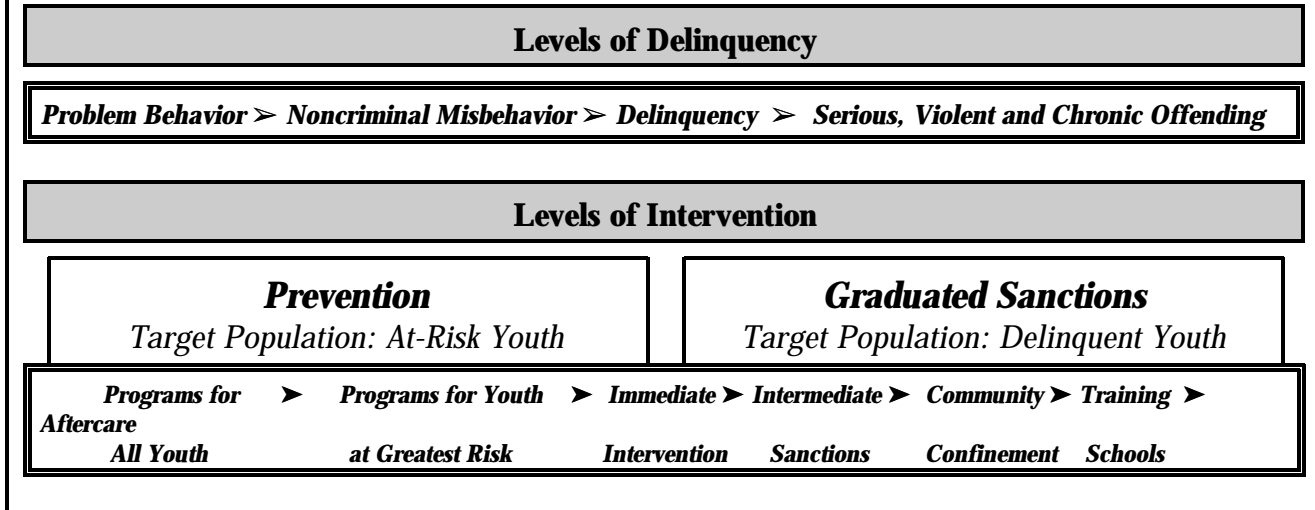 Levels of Delinquency
Problem Behavior ➢ Noncriminal Misbehavior ➢ Delinquency ➢ Serious, Violent and Chronic Offending
Levels of Intervention
Prevention
Target Population: At-Risk Youth
Graduated Sanctions
Target Population: Delinquent Youth
Programs for ➤ Programs for Youth ➤ Immediate ➤ Intermediate ➤ Community ➤ Training ➤
Aftercare
All Youth at Greatest Risk Intervention Sanctions Confinement Schools